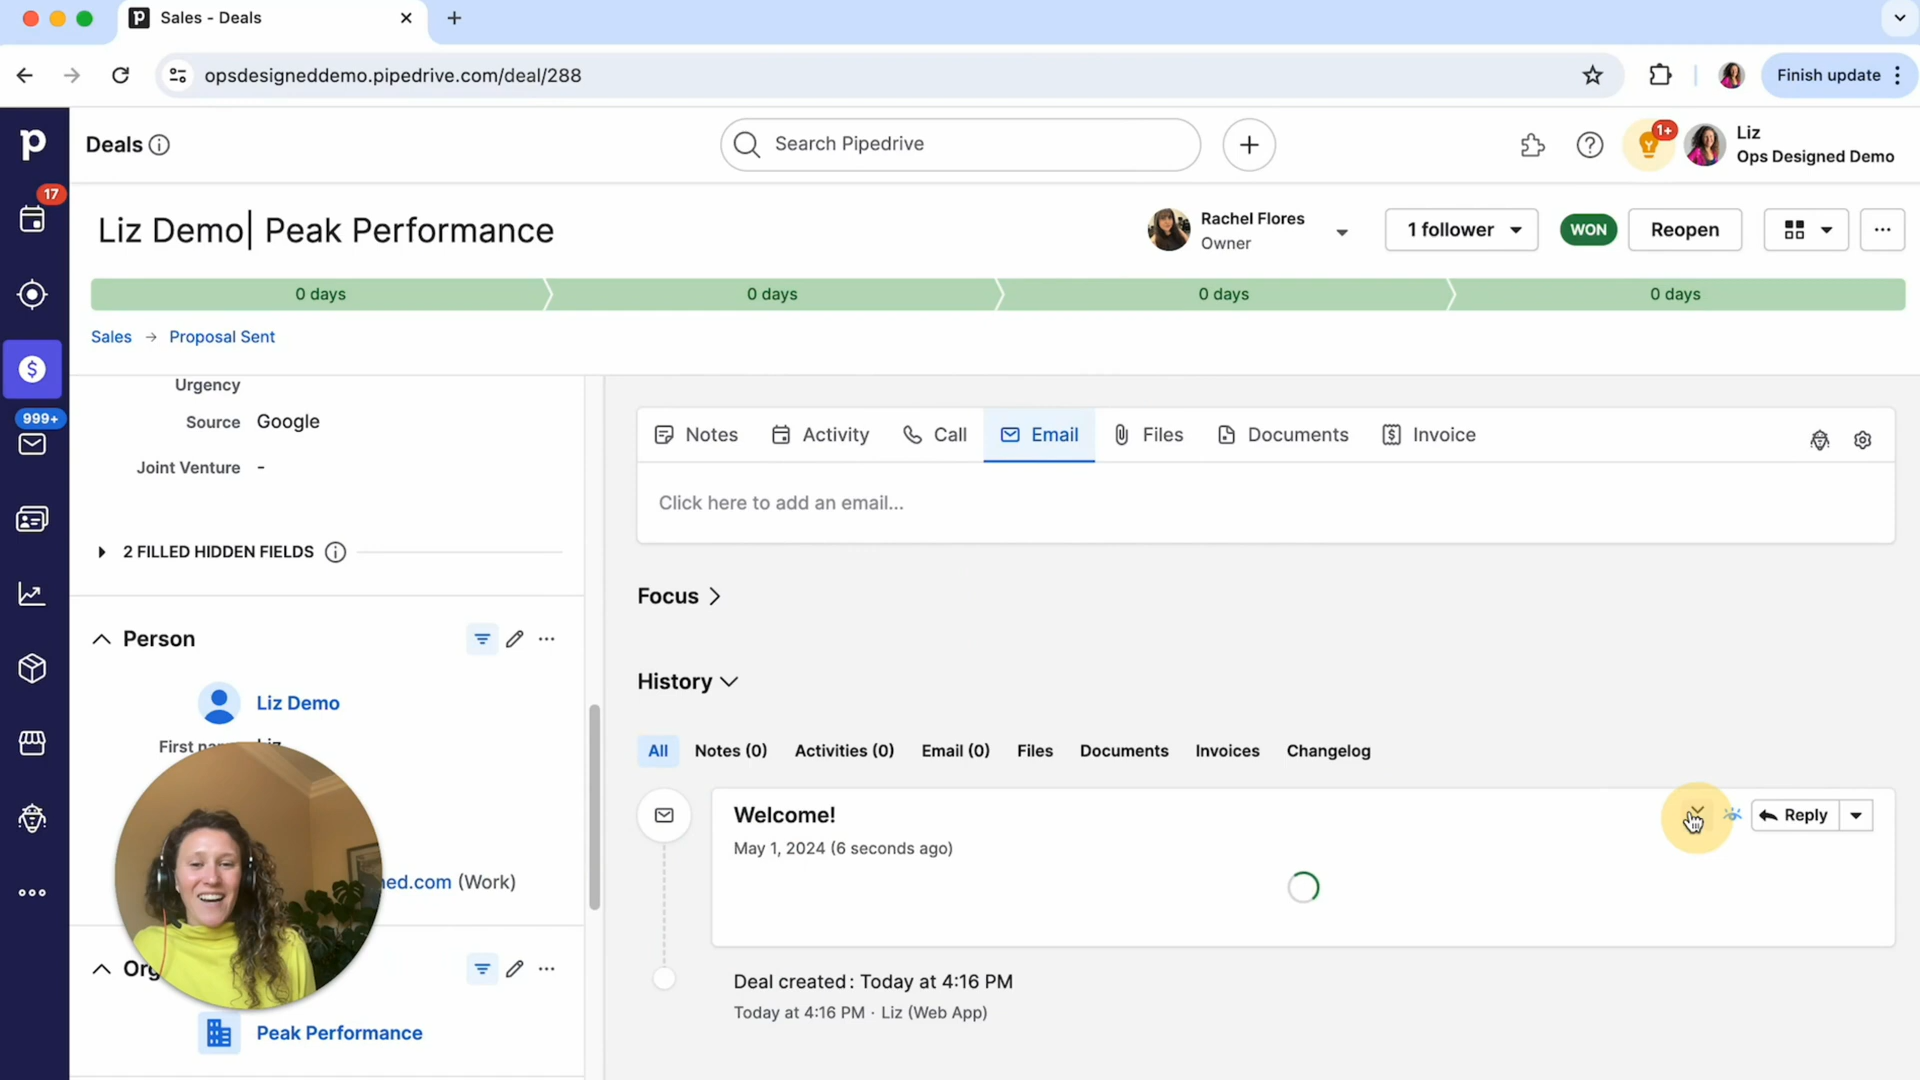 Sales - Deals
opsdesigneddemo.pipedrive.com/deal/288
Finish update
Deals
Search Pipedrive
1+
Liz
Ops Designed Demo
17
Liz Demo| Peak Performance
Rachel Flores
Owner
1 follower
WON
Reopen
0 days
0 days
0 days
0 days
Sales → Proposal Sent
999+
Urgency
Source Google
Joint Venture -
2 FILLED HIDDEN FIELDS
Person
Liz Demo
(Work)
Peak Performance
Notes
Activity
Call
Email
Files
Documents
Invoice
Click here to add an email...
Focus
History
All
Notes (0)
Activities (0)
Email (0)
Files
Documents
Invoices
Changelog
Welcome!
Reply
May 1, 2024 (6 seconds ago)
Deal created: Today at 4:16 PM
Today at 4:16 PM · Liz (Web App)